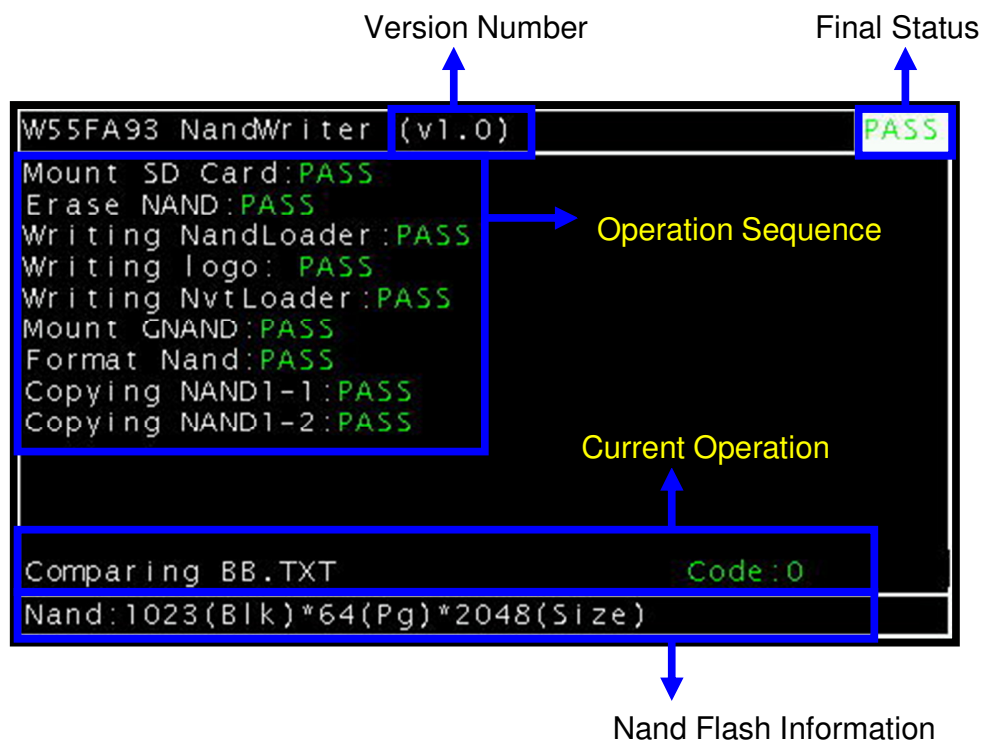 Version Number
Final Status
W55FA93 NandWriter (v1.0)
PASS
Mount SD Card:PASS
Erase NAND:PASS
Writing NandLoader:PASS
Writing logo: PASS
Writing NvtLoader:PASS
Mount GNAND:PASS
Format Nand:PASS
Copying NAND1-1:PASS
Copying NAND1-2:PASS
Operation Sequence
Current Operation
Comparing BB.TXT
Code:0
Nand:1023(Blk)*64(Pg)*2048(Size)
Nand Flash Information